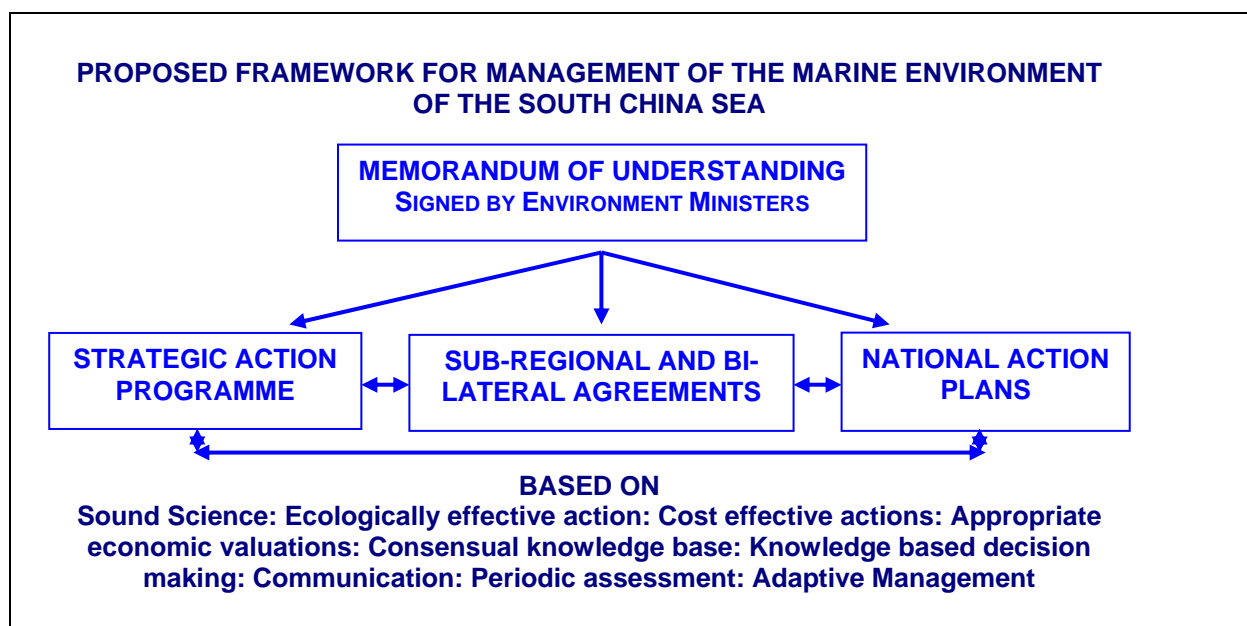 PROPOSED FRAMEWORK FOR MANAGEMENT OF THE MARINE ENVIRONMENT
OF THE SOUTH CHINA SEA
MEMORANDUM OF UNDERSTANDING
SIGNED BY ENVIRONMENT MINISTERS
STRATEGIC ACTION
PROGRAMME
SUB-REGIONAL AND BI-
LATERAL AGREEMENTS
NATIONAL ACTION
PLANS
BASED ON
Sound Science: Ecologically effective action: Cost effective actions: Appropriate
economic valuations: Consensual knowledge base: Knowledge based decision
making: Communication: Periodic assessment: Adaptive Management